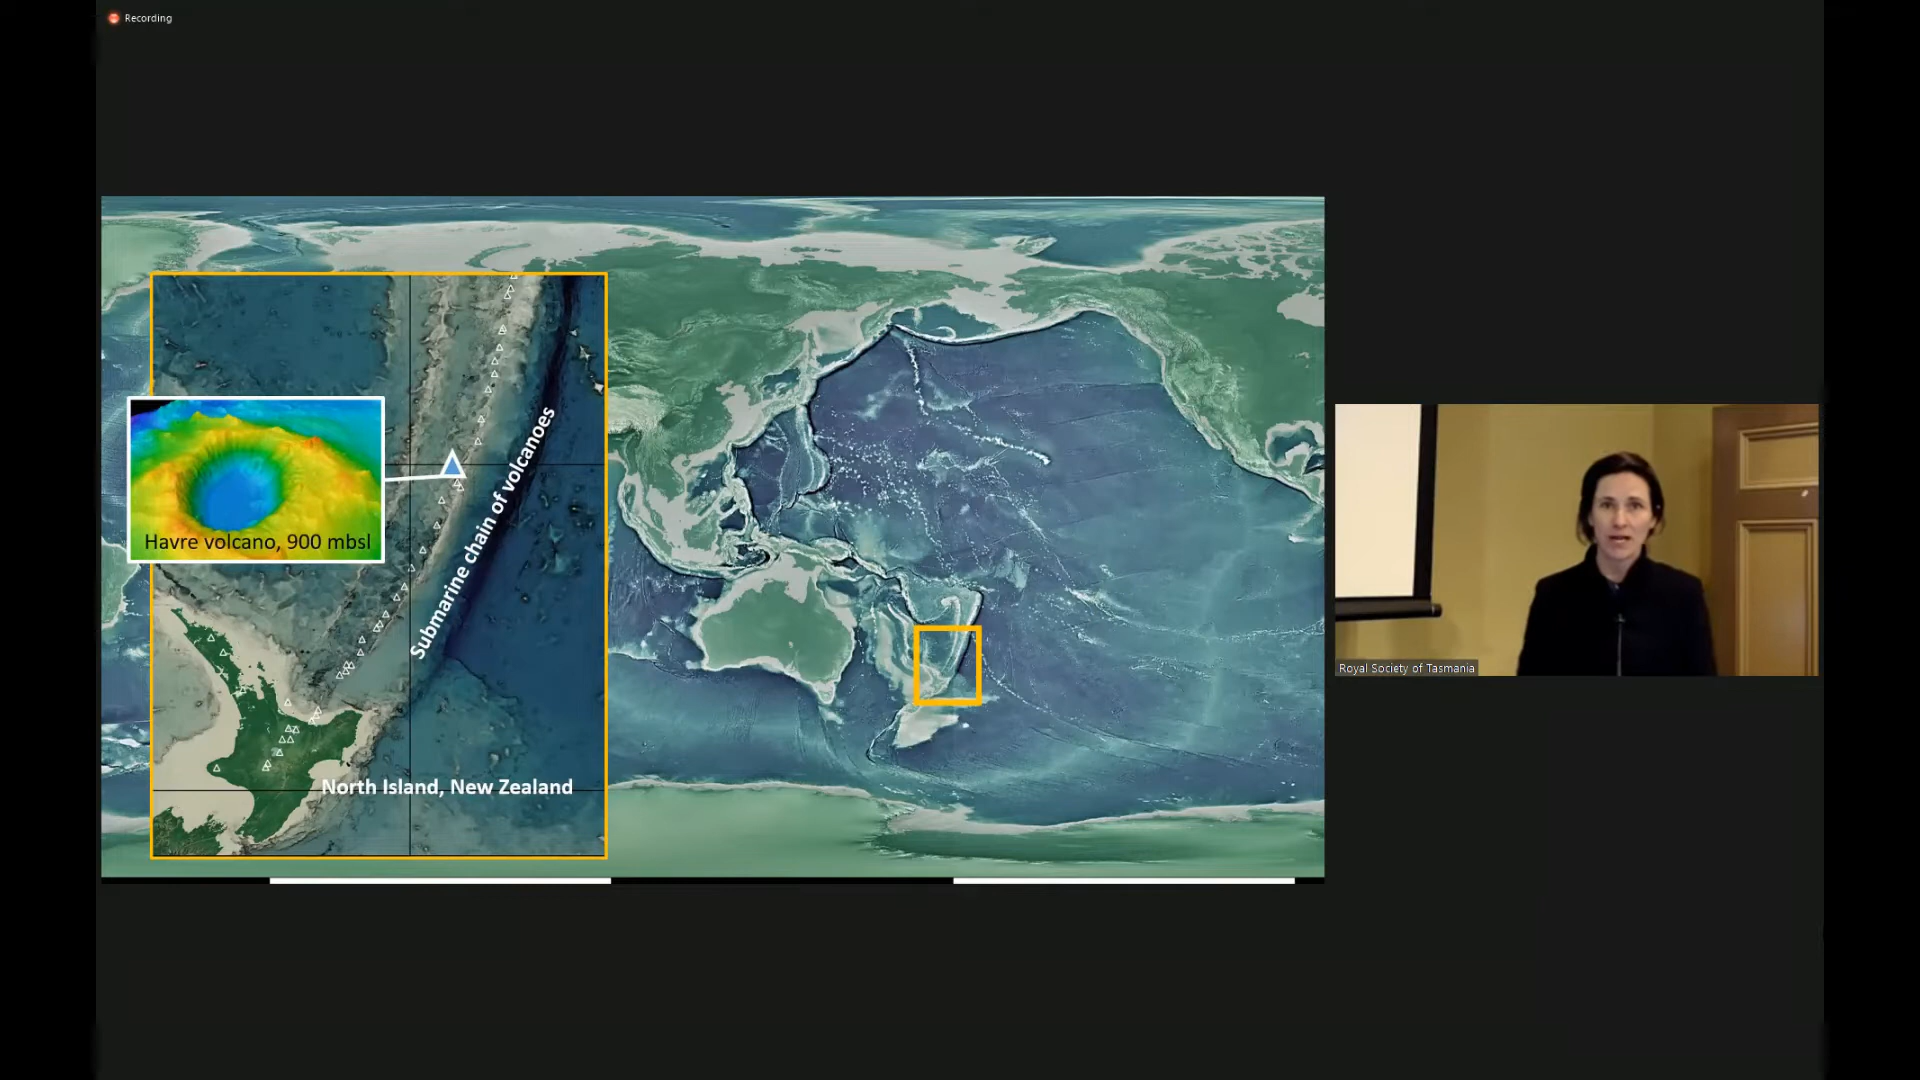 Recording
Havre volcano, 900 mbsl
Submarine chain of volcanoes
North Island, New Zealand
Royal Society of Tasmania